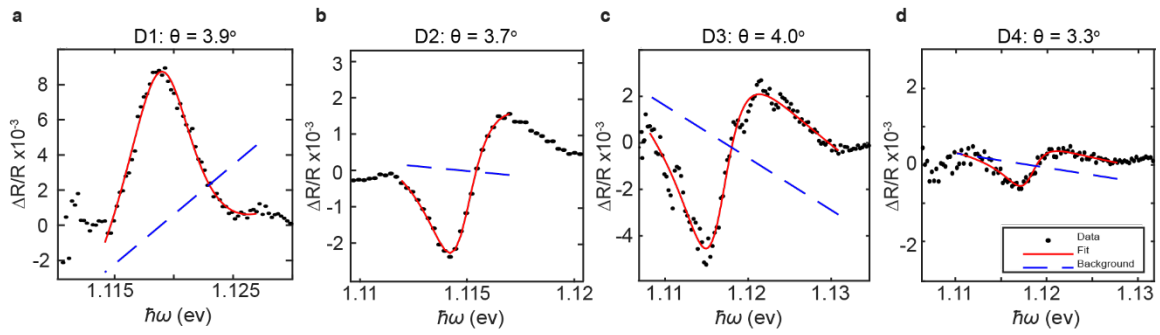 a
D1: θ = 3.9°
ΔR/R x10⁻³
8
6
4
2
0
-2
1.115
1.125
ħω (ev)
b
D2: θ = 3.7°
ΔR/R x10⁻³
3
2
1
0
-1
-2
1.11
1.115
1.12
ħω (ev)
c
D3: θ = 4.0°
ΔR/R x10⁻³
2
0
-2
-4
1.11
1.12
1.13
ħω (ev)
d
D4: θ = 3.3°
ΔR/R x10⁻³
2
0
-2
1.11
1.12
1.13
ħω (ev)
Data
Fit
Background